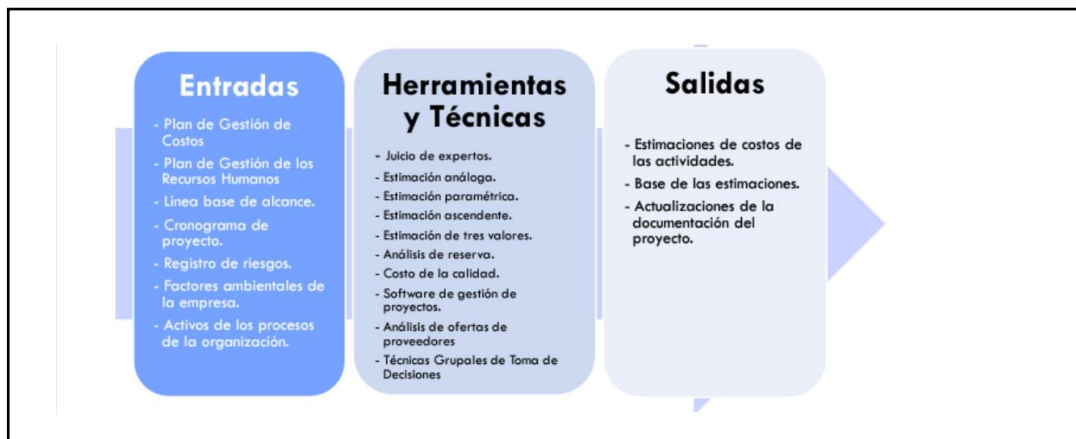 Entradas
- Plan de Gestión de
Costos
- Plan de Gestión de los
Recursos Humanos
- Línea base de alcance.
- Cronograma de
proyecto.
- Registro de riesgos.
- Factores ambientales de
la empresa.
- Activos de los procesos
de la organización.
Herramientas
y Técnicas
- Juicio de expertos.
- Estimación análoga.
- Estimación paramétrica.
- Estimación ascendente.
- Estimación de tres valores.
- Análisis de reserva.
- Costo de la calidad.
- Software de gestión de
proyectos.
- Análisis de ofertas de
proveedores
- Técnicas Grupales de Toma de
Decisiones
Salidas
- Estimaciones de costos de
las actividades.
- Base de las estimaciones.
- Actualizaciones de la
documentación del
proyecto.